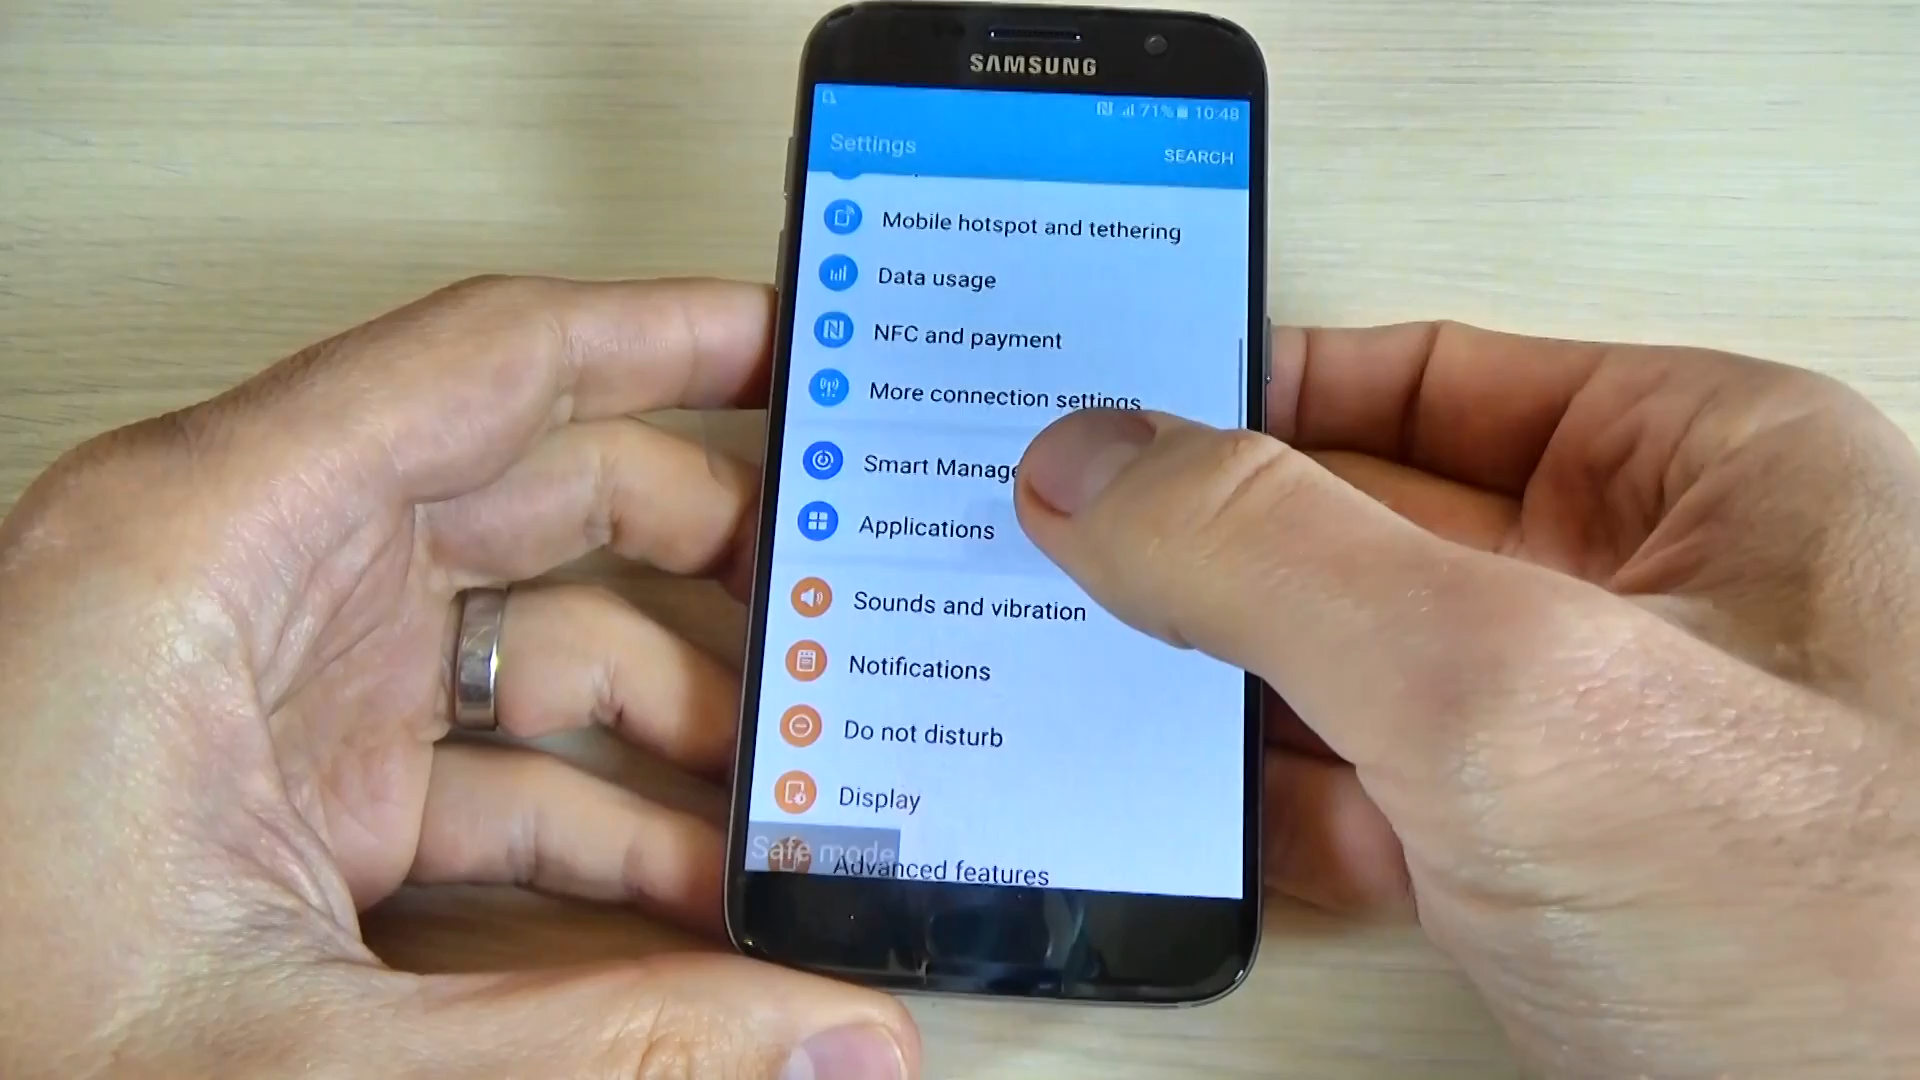 SAMSUNG
71% 10:48
Settings
SEARCH
Mobile hotspot and tethering
Data usage
NFC and payment
More connection settings
Smart Manage
Applications
Sounds and vibration
Notifications
Do not disturb
Display
Safe mode
Advanced features